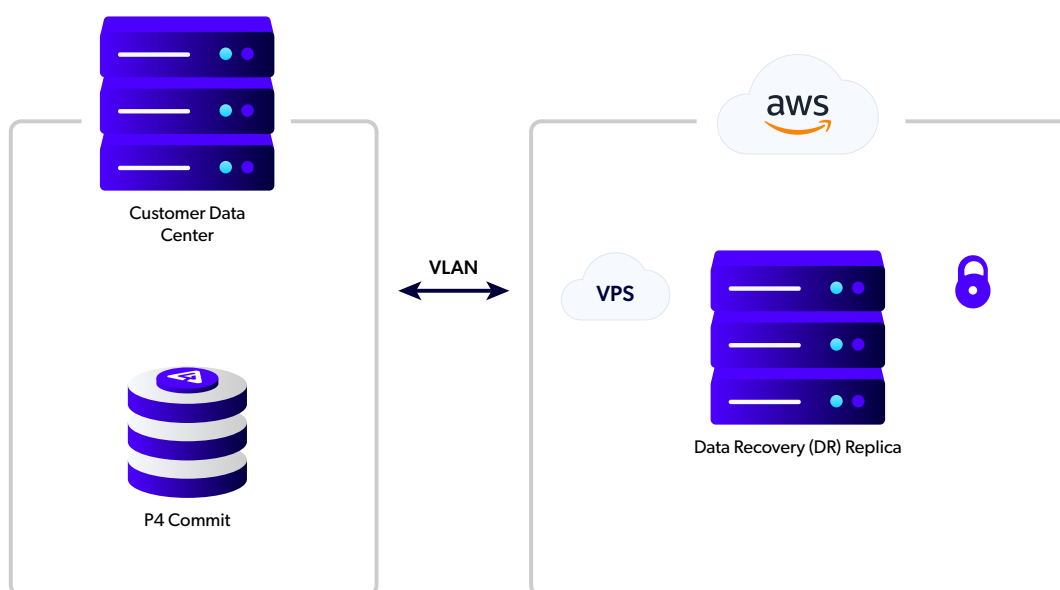 Customer Data
Center
P4 Commit
VLAN
aws
VPS
Data Recovery (DR) Replica